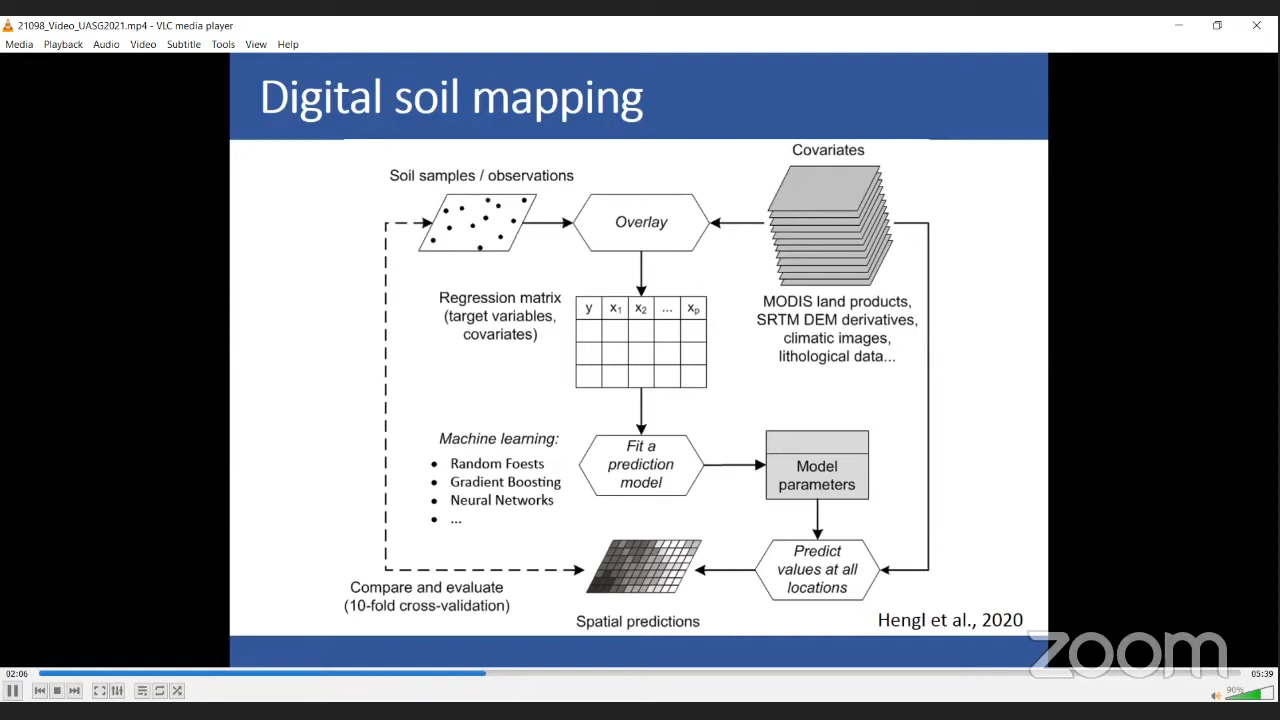 21098_Video_UASG2021.mp4 - VLC media player
Media Playback Audio Video Subtitle Tools View Help
Digital soil mapping
Covariates
Soil samples / observations
Overlay
Regression matrix
(target variables,
covariates)
y x1 x2 ... xp
MODIS land products,
SRTM DEM derivatives,
climatic images,
lithological data...
Machine learning:
• Random Foests
• Gradient Boosting
• Neural Networks
• ...
Fit a
prediction
model
Model
parameters
Predict
values at all
locations
Compare and evaluate
(10-fold cross-validation)
Spatial predictions
Hengl et al., 2020
zoom
02:06
05:39
90%